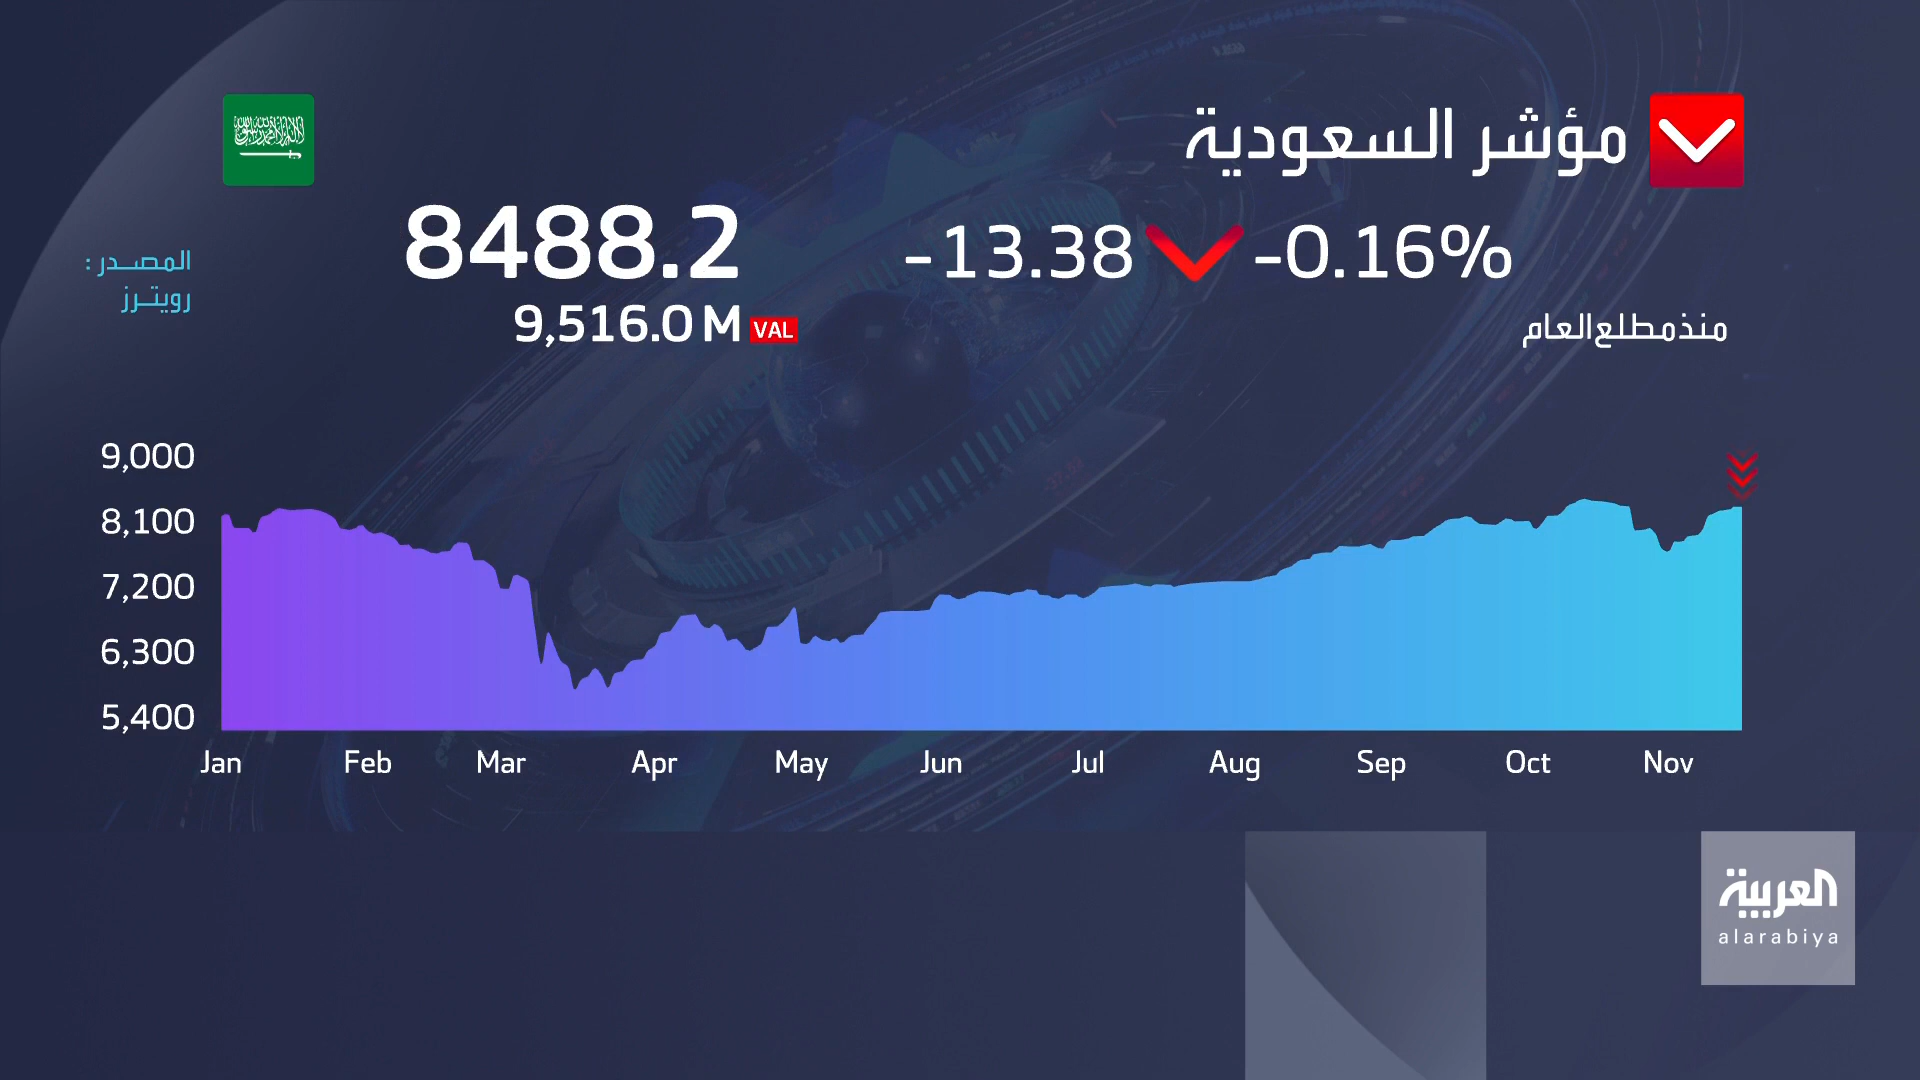 مؤشر السعودية
8488.2
-13.38 -0.16%
9,516.0 M VAL
منذ مطلع العام
المصدر :
رويترز
9,000
8,100
7,200
6,300
5,400
Jan Feb Mar Apr May Jun Jul Aug Sep Oct Nov
العربية
alarabiya